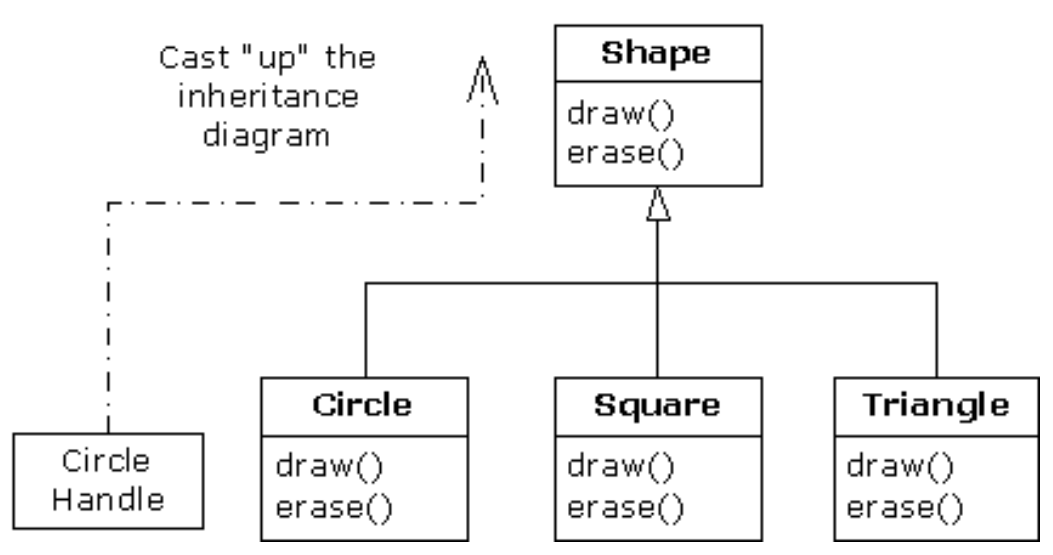 Cast "up" the
inheritance
diagram
Shape
draw()
erase()
Circle
Handle
Circle
draw()
erase()
Square
draw()
erase()
Triangle
draw()
erase()